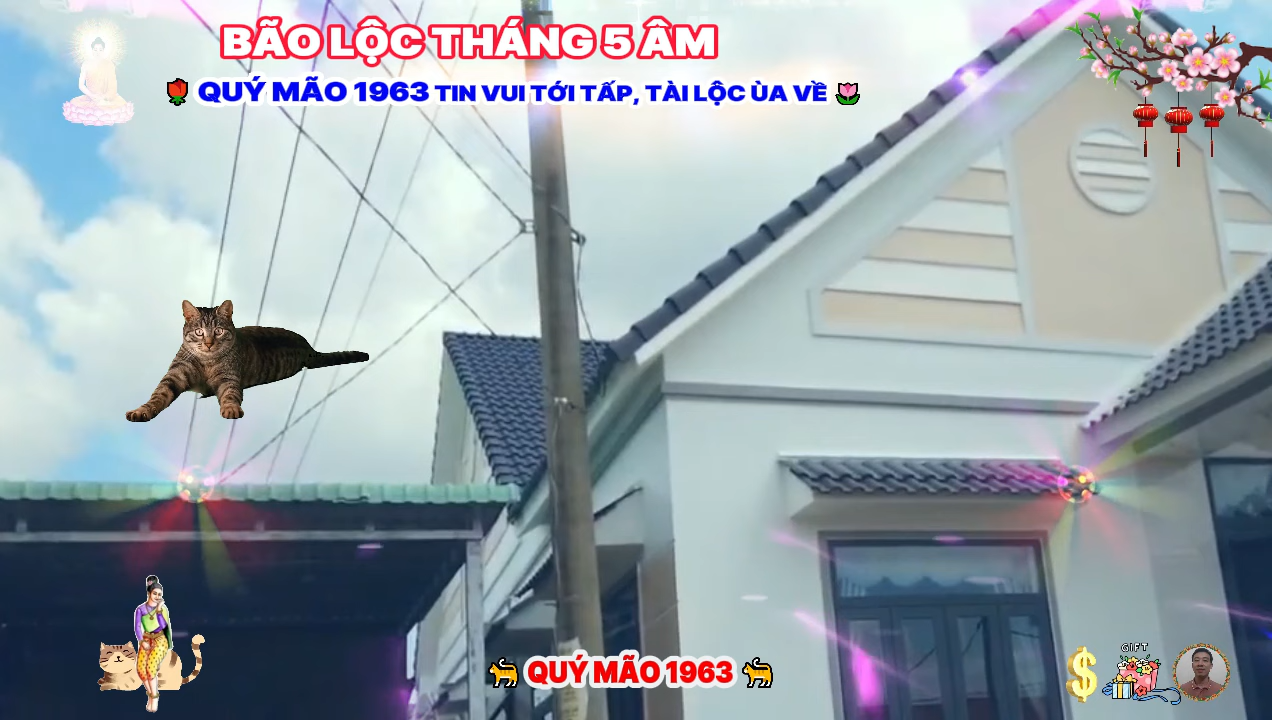 BÃO LỘC THÁNG 5 ÂM
QUÝ MÃO 1963 TIN VUI TỚI TẤP, TÀI LỘC ÙA VỀ
QUÝ MÃO 1963
GIFT